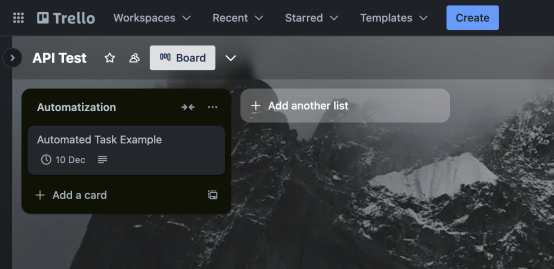 Trello Workspaces Recent Starred Templates Create
API Test Board
Automatization
Add another list
Automated Task Example
10 Dec
Add a card